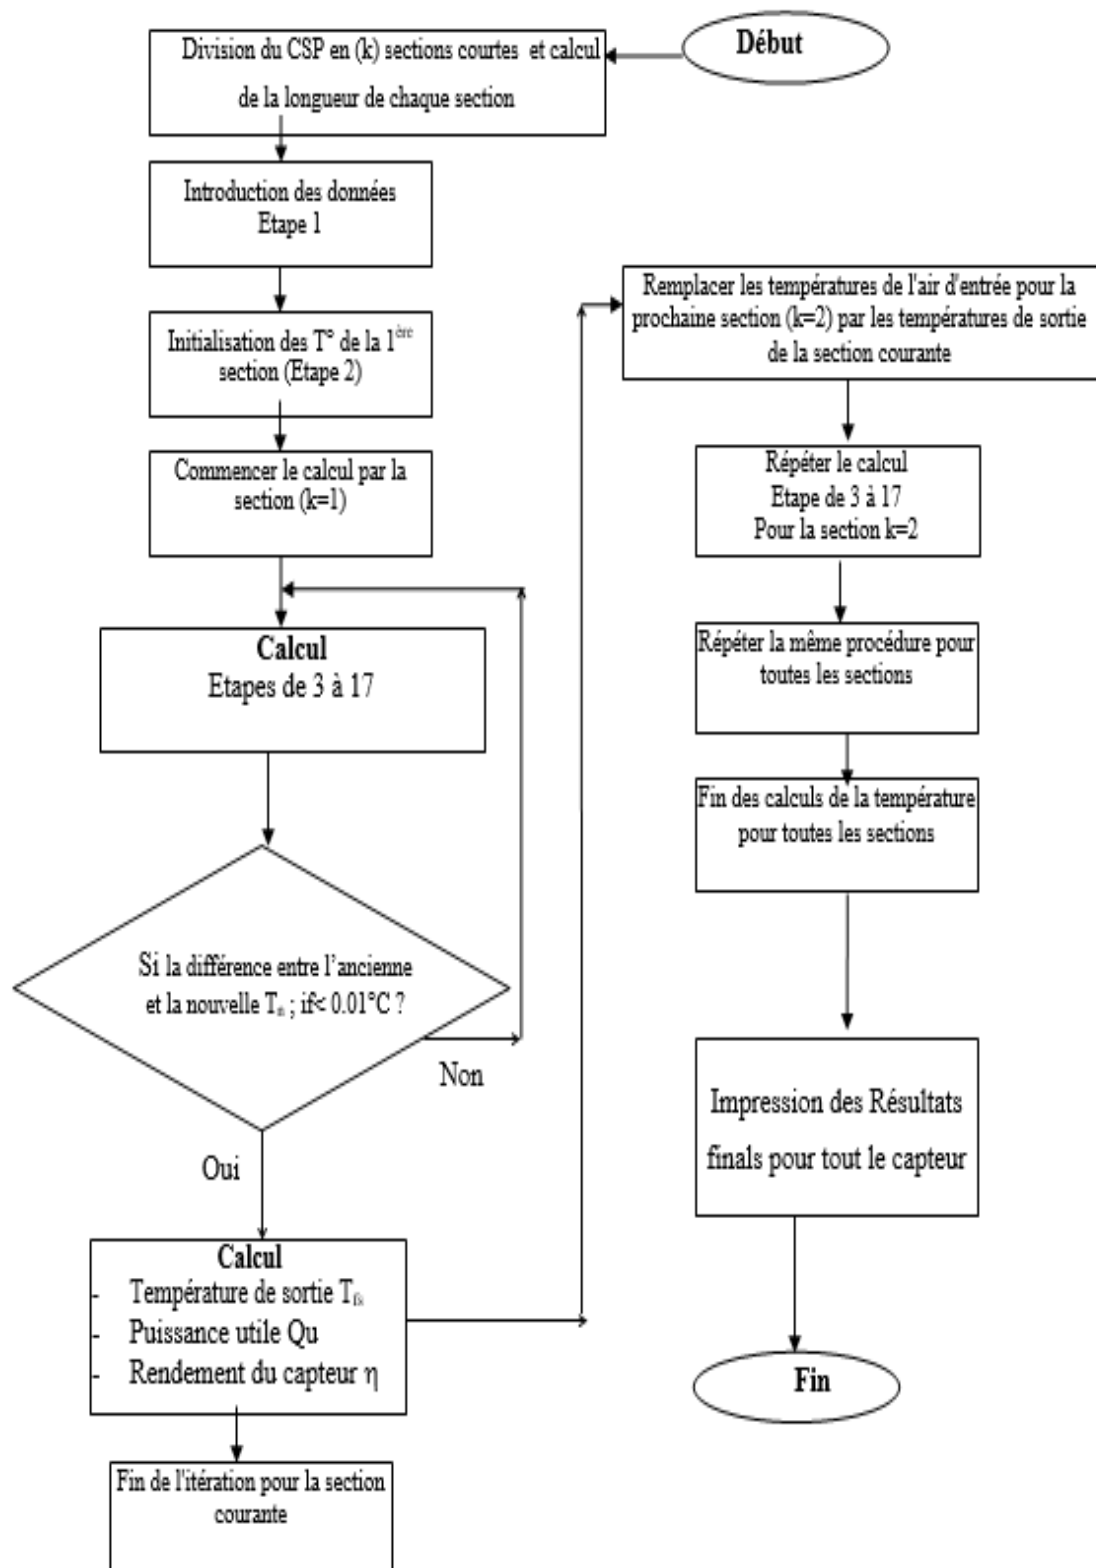 Début
Division du CSP en (k) sections courtes et calcul
de la longueur de chaque section
Introduction des données
Etape 1
Initialisation des T° de la 1ère
section (Etape 2)
Commencer le calcul par la
section (k=1)
Calcul
Etapes de 3 à 17
Si la différence entre l'ancienne
et la nouvelle ; if< 0.01°C ?
Non
Oui
Calcul
- Température de sortie
- Puissance utile Qu
- Rendement du capteur η
Fin de l'itération pour la section
courante
Remplacer les températures de l'air d'entrée pour la
prochaine section (k=2) par les températures de sortie
de la section courante
Répéter le calcul
Etape de 3 à 17
Pour la section k=2
Répéter la même procédure pour
toutes les sections
Fin des calculs de la température
pour toutes les sections
Impression des Résultats
finals pour tout le capteur
Fin